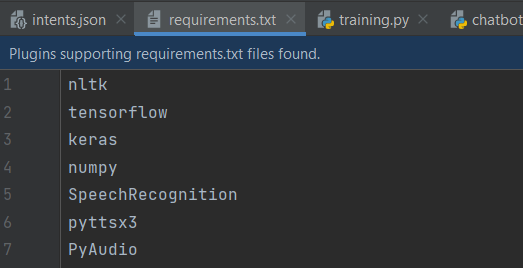 intents.json requirements.txt training.py chatbot
Plugins supporting requirements.txt files found.
1 nltk
2 tensorflow
3 keras
4 numpy
5 SpeechRecognition
6 pyttsx3
7 PyAudio